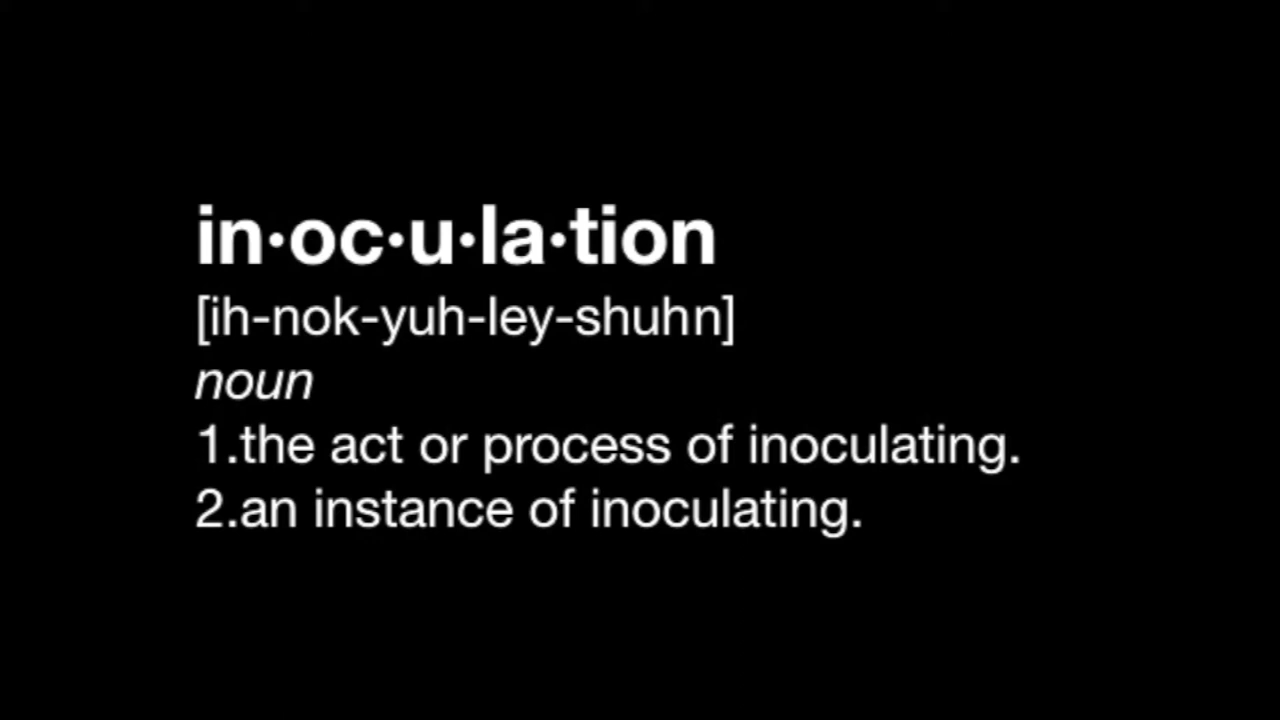 in·oc·u·la·tion
[ih-nok-yuh-ley-shuhn]
noun
1.the act or process of inoculating.
2.an instance of inoculating.